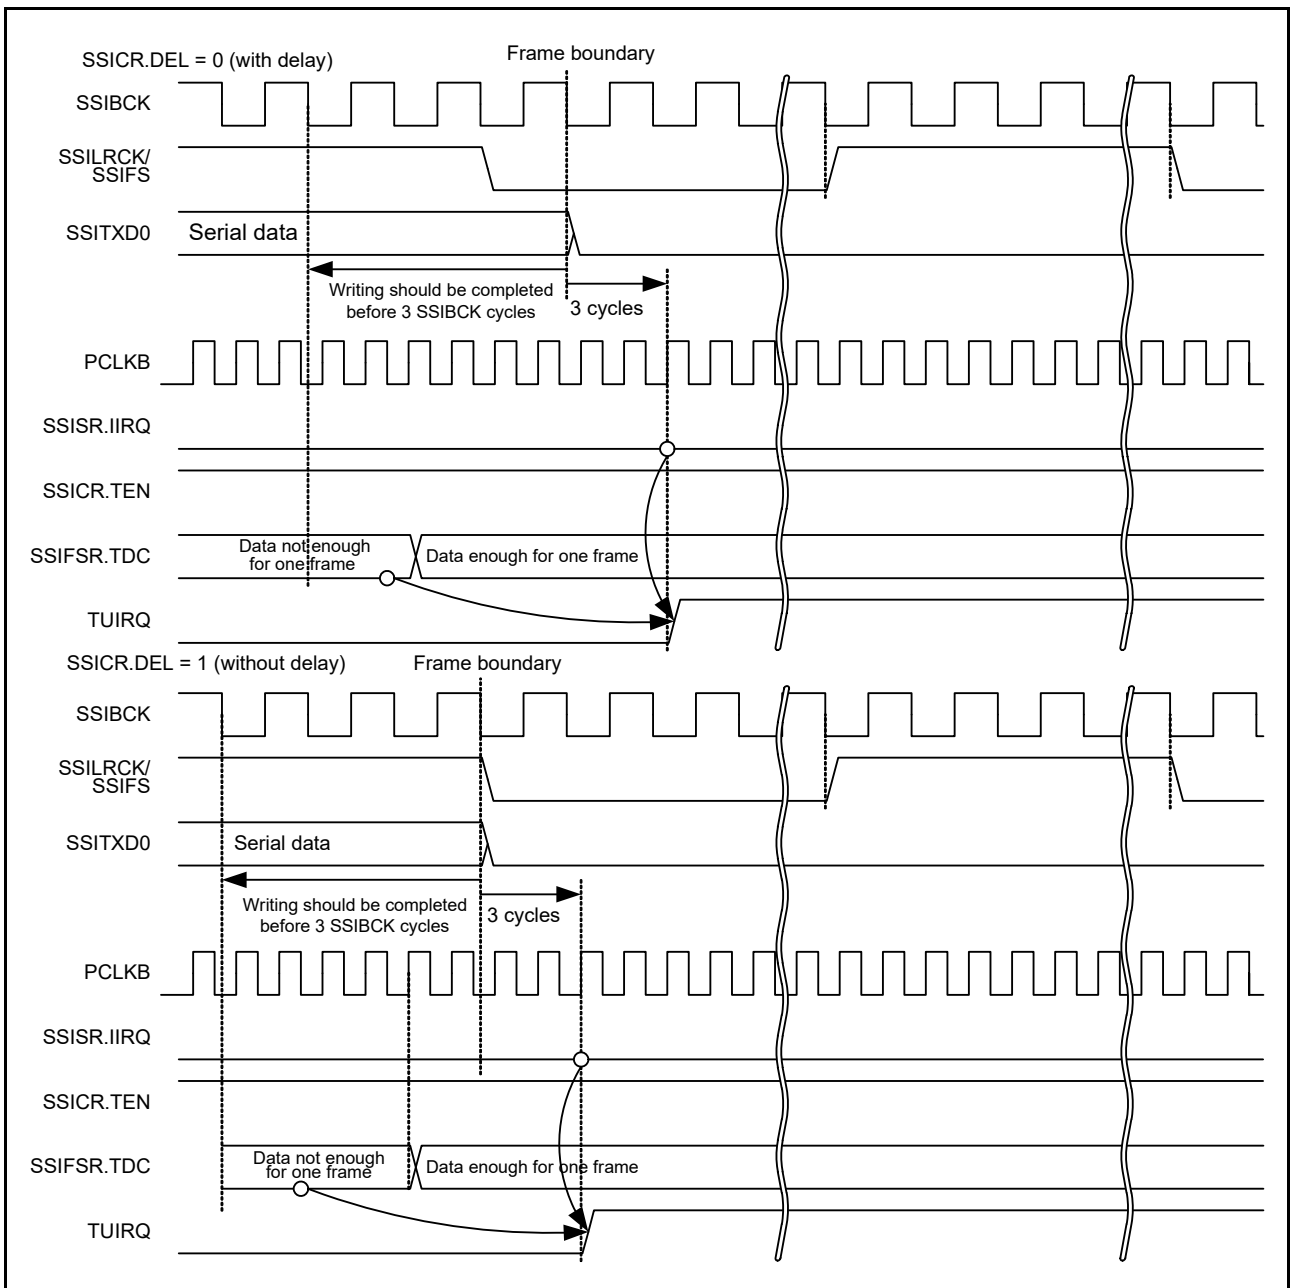 SSICR.DEL = 0 (with delay)
Frame boundary
SSIBCK
SSILRCK/
SSIFS
SSITXD0
Serial data
Writing should be completed
before 3 SSIBCK cycles
3 cycles
PCLKB
SSISR.IIRQ
SSICR.TEN
SSIFSR.TDC
Data not enough
for one frame
Data enough for one frame
TUIRQ
SSICR.DEL = 1 (without delay)
Frame boundary
SSIBCK
SSILRCK/
SSIFS
SSITXD0
Serial data
Writing should be completed
before 3 SSIBCK cycles
3 cycles
PCLKB
SSISR.IIRQ
SSICR.TEN
SSIFSR.TDC
Data not enough
for one frame
Data enough for one frame
TUIRQ